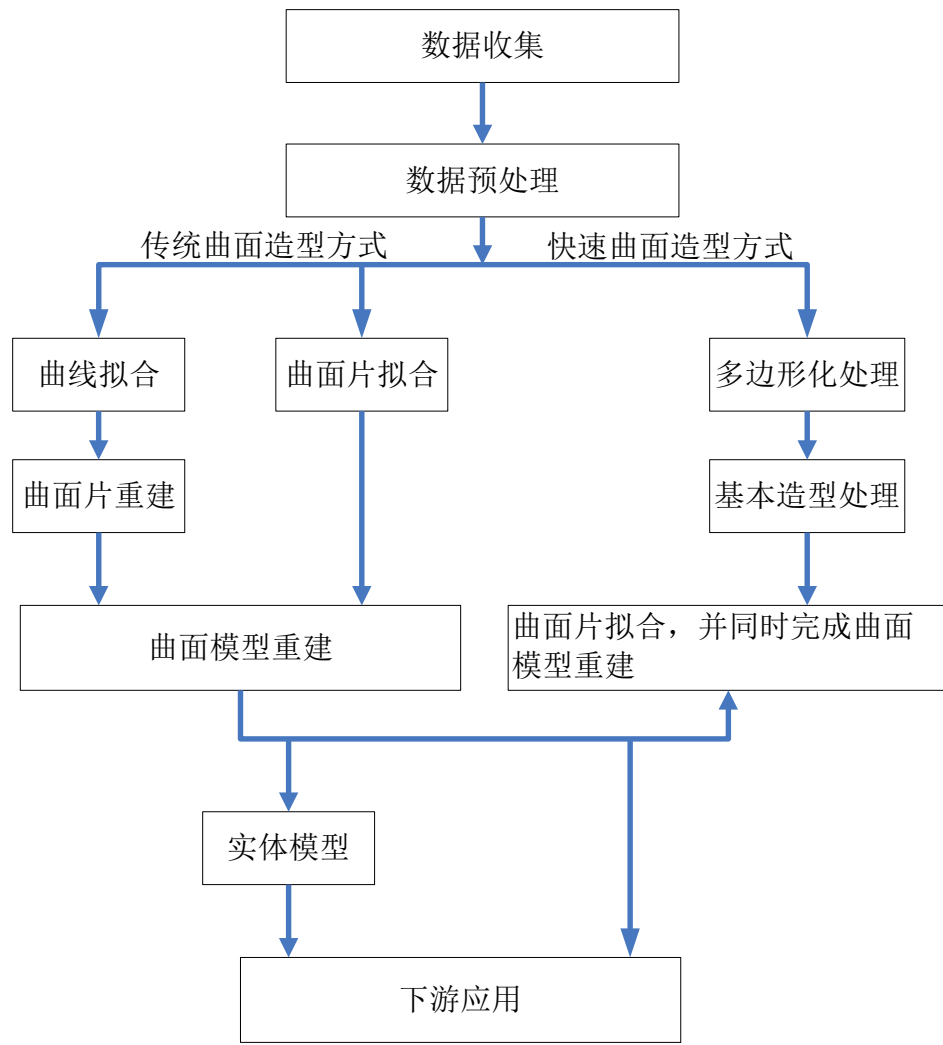 数据收集
数据预处理
传统曲面造型方式
快速曲面造型方式
曲线拟合
曲面片拟合
多边形化处理
曲面片重建
基本造型处理
曲面模型重建
曲面片拟合，并同时完成曲面
模型重建
实体模型
下游应用